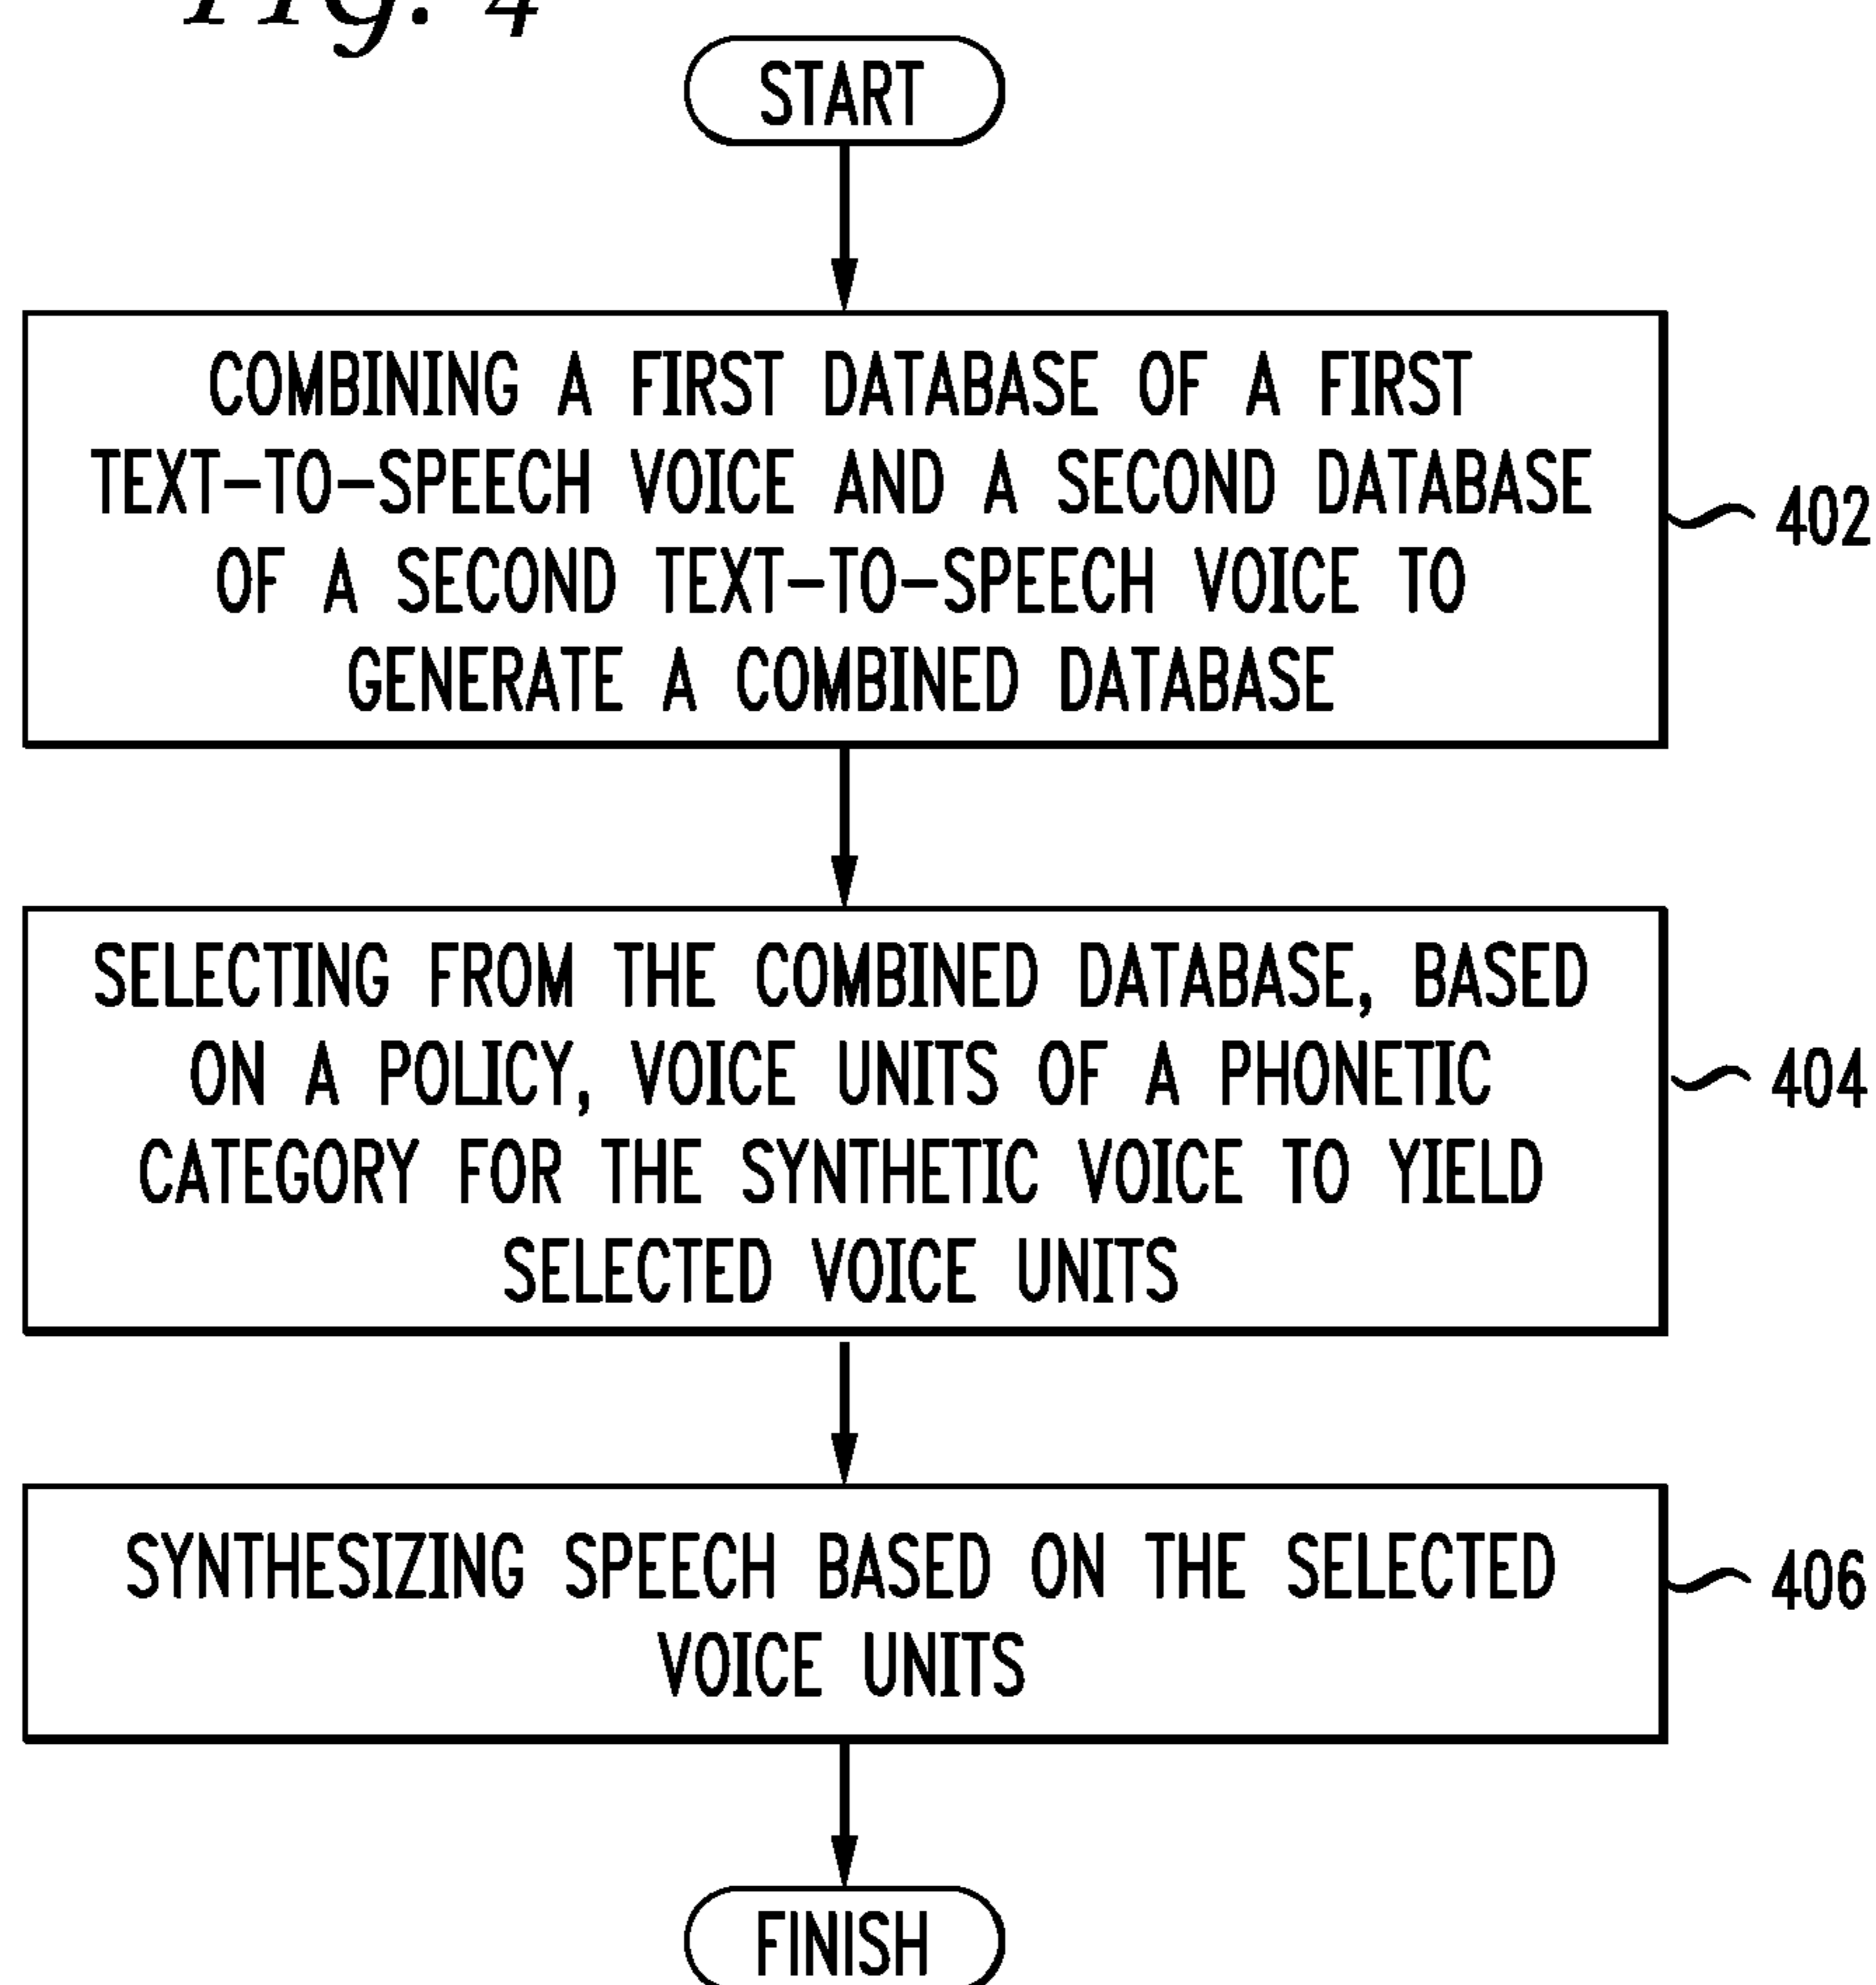 FIG. 4
START
COMBINING A FIRST DATABASE OF A FIRST
TEXT-TO-SPEECH VOICE AND A SECOND DATABASE
OF A SECOND TEXT-TO-SPEECH VOICE TO
GENERATE A COMBINED DATABASE
402
SELECTING FROM THE COMBINED DATABASE, BASED
ON A POLICY, VOICE UNITS OF A PHONETIC
CATEGORY FOR THE SYNTHETIC VOICE TO YIELD
SELECTED VOICE UNITS
404
SYNTHESIZING SPEECH BASED ON THE SELECTED
VOICE UNITS
406
FINISH